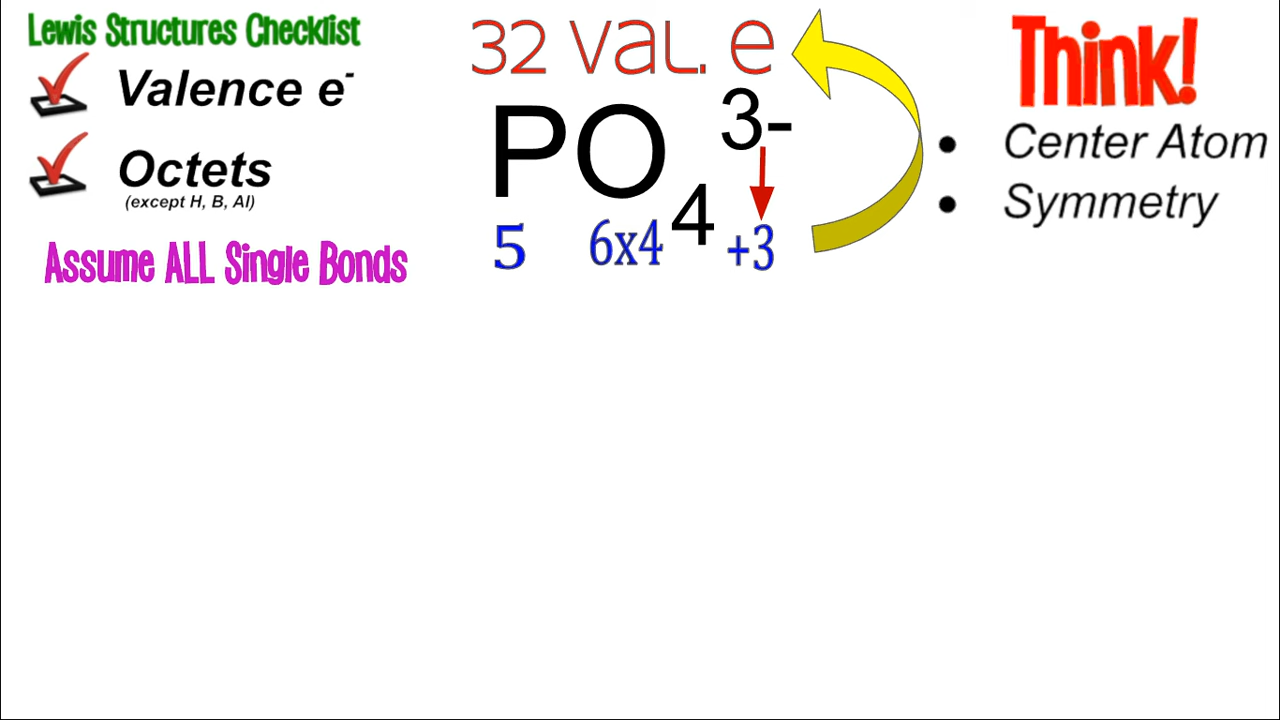 Lewis Structures Checklist
Valence e-
Octets
(except H, B, Al)
Assume ALL Single Bonds
32 val. e
PO4 3-
5 6x4 +3
Think!
• Center Atom
• Symmetry